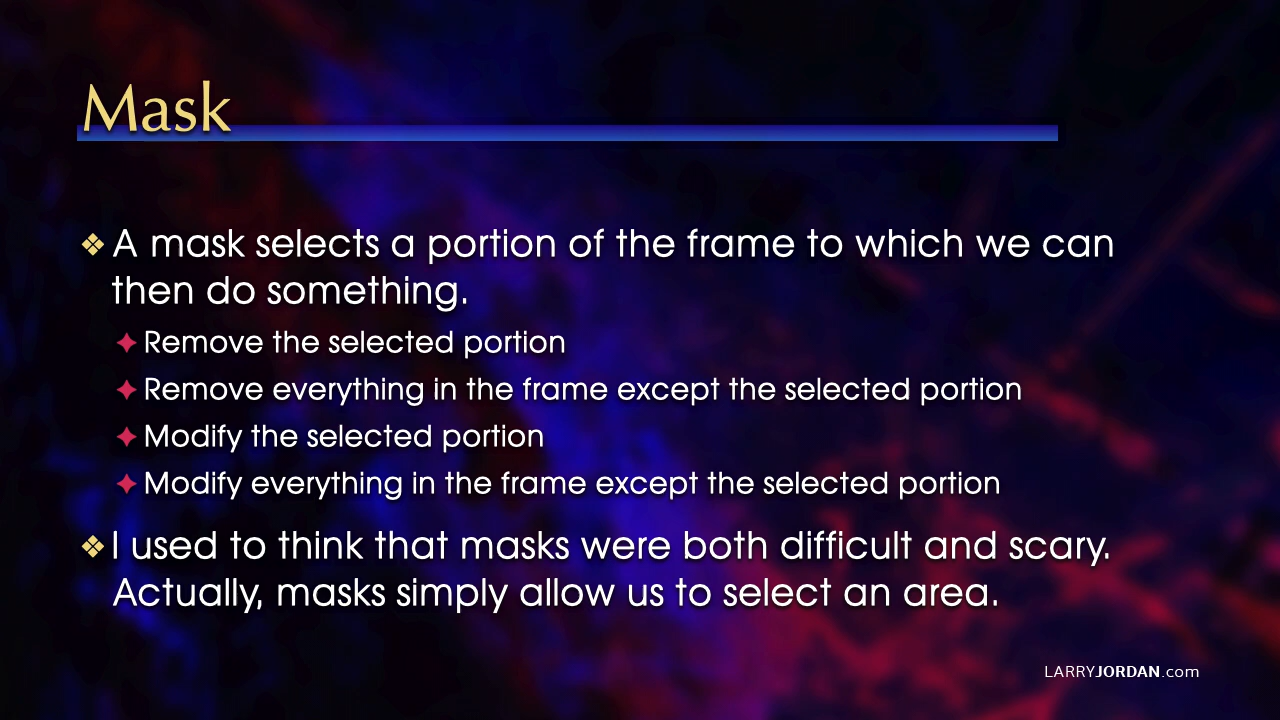 Mask
❖ A mask selects a portion of the frame to which we can
then do something.
✦ Remove the selected portion
✦ Remove everything in the frame except the selected portion
✦ Modify the selected portion
✦ Modify everything in the frame except the selected portion
❖ I used to think that masks were both difficult and scary.
Actually, masks simply allow us to select an area.
LARRYJORDAN.com